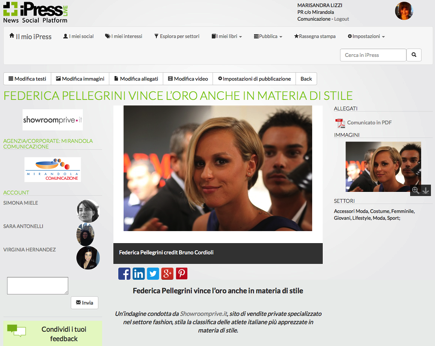 iPress
News Social Platform
MARISANDRA LIZZI
PR c/o Mirandola
Comunicazione - Logout
Il mio iPress
I miei social
I miei interessi
Esplora per settori
I miei libri
Pubblica
Rassegna stampa
Impostazioni
Cerca in iPress
Modifica testi
Modifica immagini
Modifica allegati
Modifica video
Impostazioni di pubblicazione
Back
FEDERICA PELLEGRINI VINCE L'ORO ANCHE IN MATERIA DI STILE
showroomprive.it
AGENZIA/CORPORATE: MIRANDOLA
COMUNICAZIONE
MIRANDOLA
COMUNICAZIONE
ACCOUNT
SIMONA MIELE
SARA ANTONELLI
VIRGINIA HERNANDEZ
Invia
Condividi i tuoi
feedback
Federica Pellegrini credit Bruno Cordioli
Federica Pellegrini vince l'oro anche in materia di stile
Un'indagine condotta da Showroomprive.it, sito di vendite private specializzato
nel settore fashion, stila la classifica delle atlete italiane più apprezzate in
materia di stile.
ALLEGATI
Comunicato in PDF
IMMAGINI
SETTORI
Accessori Moda, Costume, Femminile,
Giovani, Lifestyle, Moda, Sport;